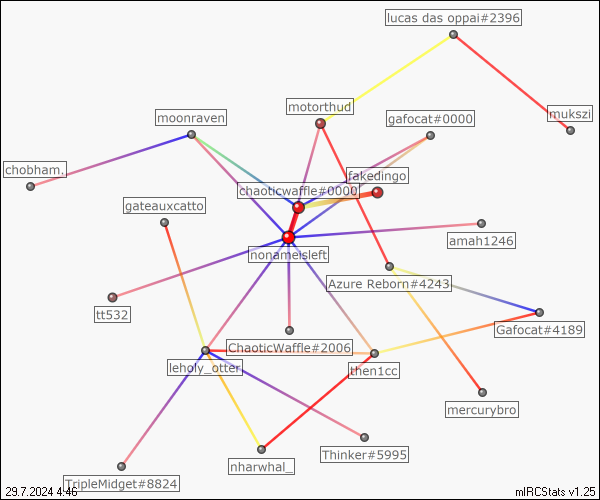 lucas das oppai#2396
motorthud
mukszi
moonraven
gafocat#0000
chobham.
fakedingo
chaoticwaffle#0000
gateauxcatto
amah1246
nonameisleft
Azure Reborn#4243
tt532
Gafocat#4189
ChaoticWaffle#2006
leholy_otter
then1cc
mercurybro
Thinker#5995
nharwhal_
TripleMidget#8824
29.7.2024 4:46
mIRCStats v1.25